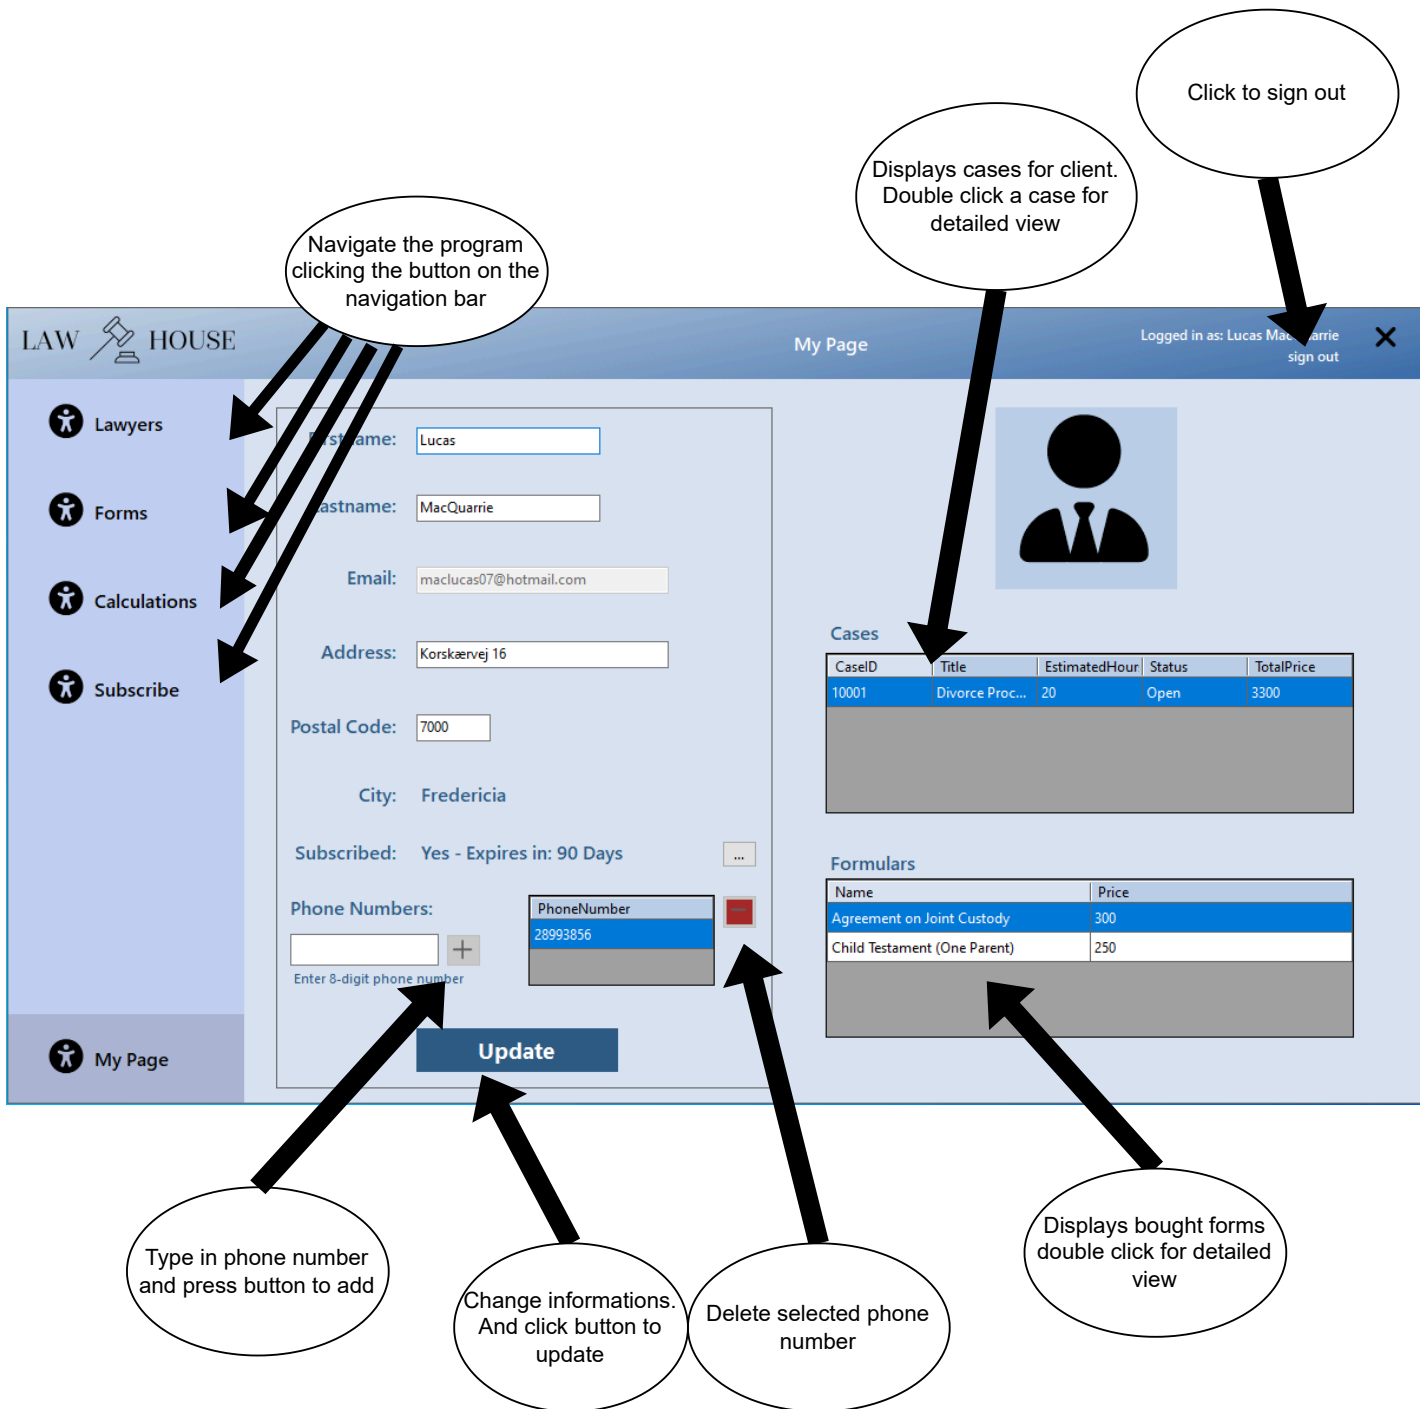 Click to sign out
Displays cases for client.
Double click a case for
detailed view
Navigate the program
clicking the button on the
navigation bar
LAW HOUSE
My Page
Logged in as: Lucas MacQuarrie
sign out
Lawyers
Forms
Calculations
Subscribe
My Page
Firstname: Lucas
Lastname: MacQuarrie
Email: maclucas07@hotmail.com
Address: Korskærvej 16
Postal Code: 7000
City: Fredericia
Subscribed: Yes - Expires in: 90 Days ...
Phone Numbers:
Enter 8-digit phone number
PhoneNumber
28993856
Update
Cases
CaseID Title EstimatedHour Status TotalPrice
10001 Divorce Proc... 20 Open 3300
Formulars
Name Price
Agreement on Joint Custody 300
Child Testament (One Parent) 250
Type in phone number
and press button to add
Change informations.
And click button to
update
Delete selected phone
number
Displays bought forms
double click for detailed
view